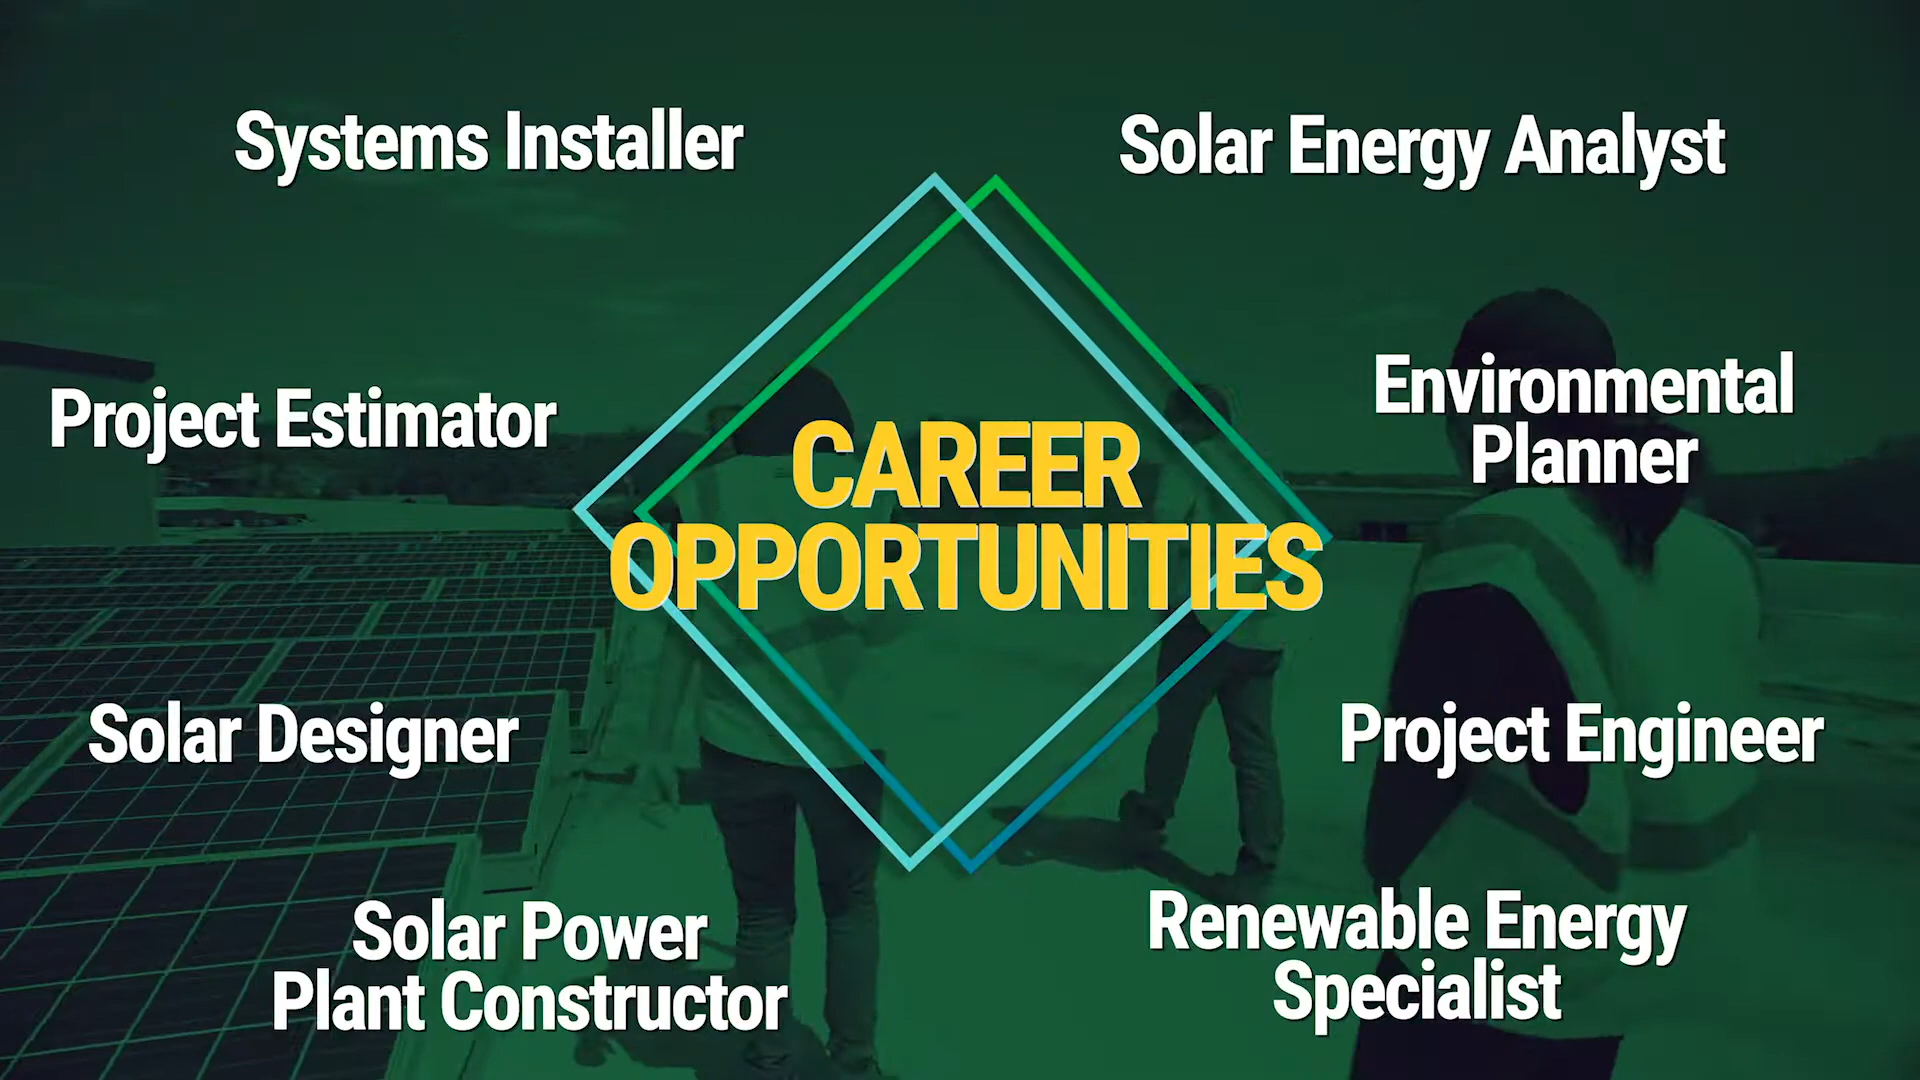 Systems Installer
Solar Energy Analyst
Project Estimator
Environmental
Planner
CAREER
OPPORTUNITIES
Solar Designer
Project Engineer
Solar Power
Plant Constructor
Renewable Energy
Specialist